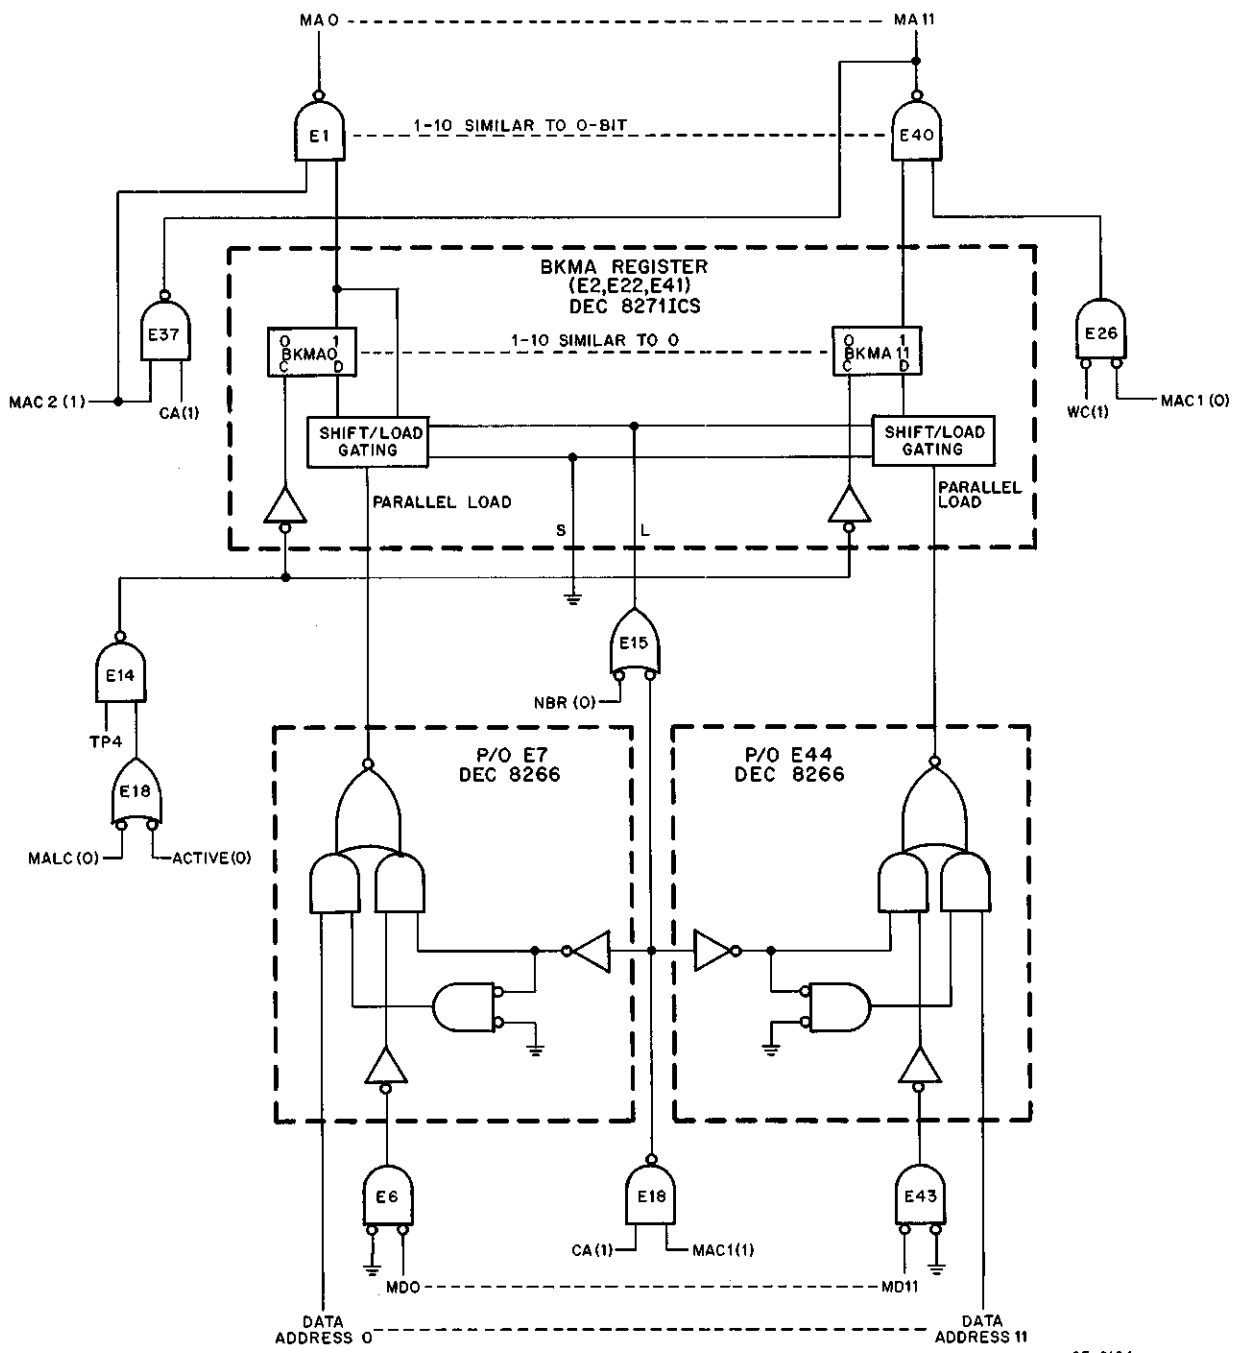 MA0 MA11
E1 1-10 SIMILAR TO 0-BIT E40
BKMA REGISTER
(E2,E22,E41)
DEC 8271ICS
E37 E26
0 1 0 1
BKMA0 1-10 SIMILAR TO 0 BKMA 11
C D C D
MAC2(1) CA(1) WC(1) MAC1(0)
SHIFT/LOAD SHIFT/LOAD
GATING GATING
PARALLEL LOAD PARALLEL
LOAD
S L
E14 E15
NBR(0)
TP4
P/O E7 P/O E44
DEC 8266 DEC 8266
E18
MALC(0) ACTIVE(0)
E6 E18 E43
CA(1) MAC1(1)
MD0 MD11
DATA DATA
ADDRESS 0 ADDRESS 11